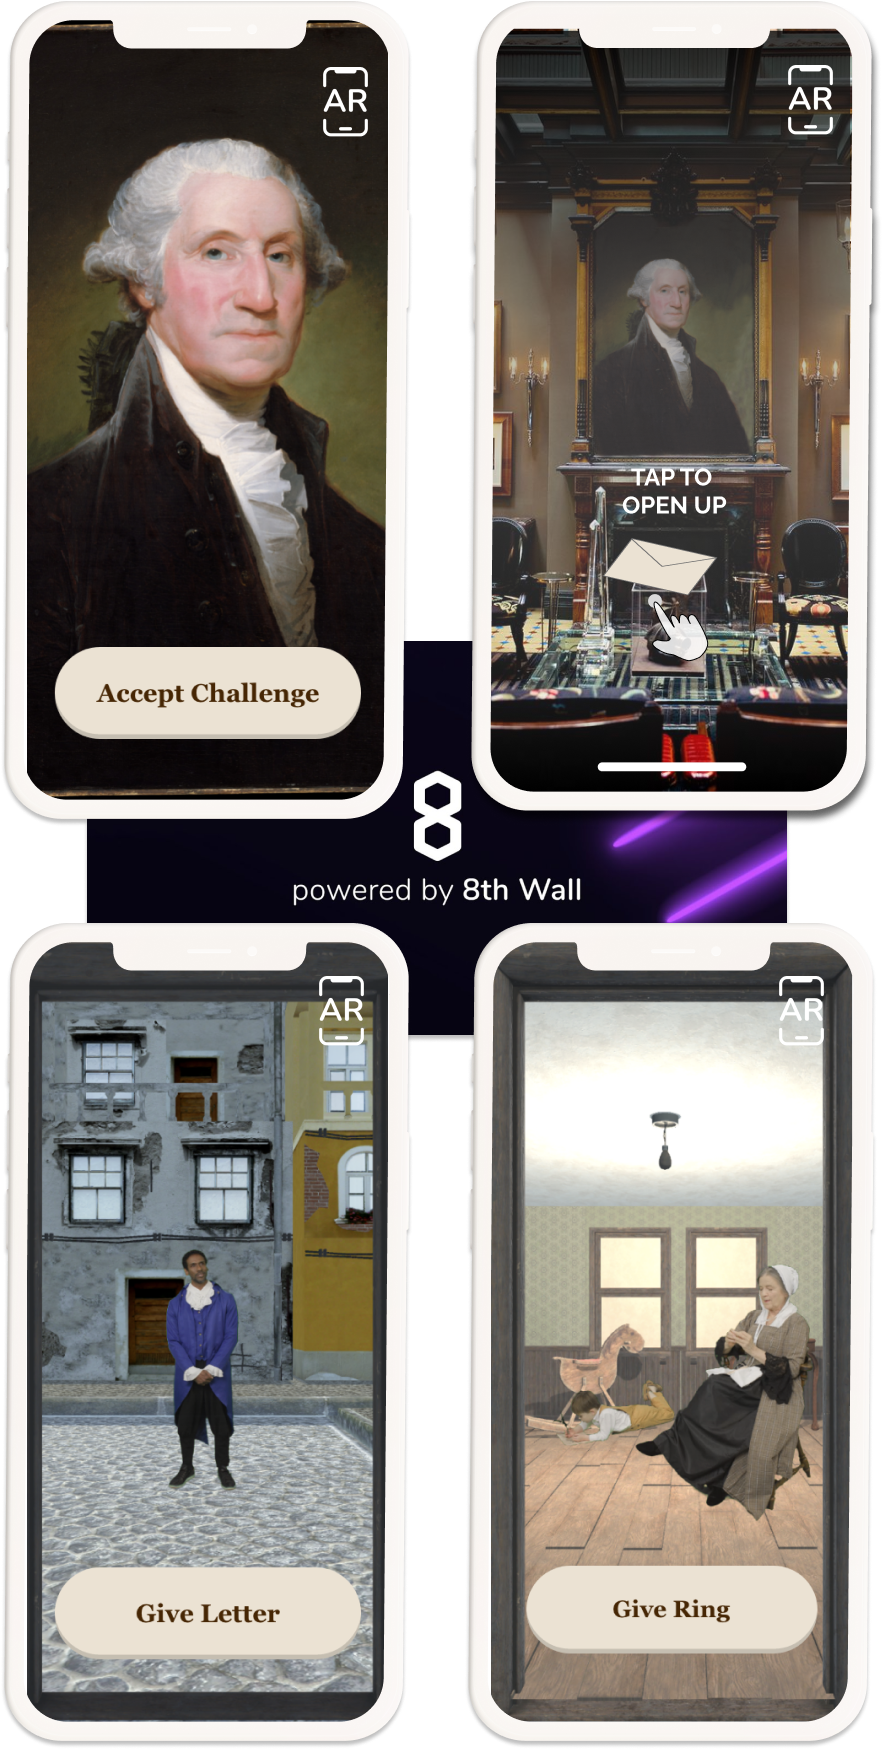 AR
Accept Challenge
AR
TAP TO
OPEN UP
8
powered by 8th Wall
AR
Give Letter
AR
Give Ring